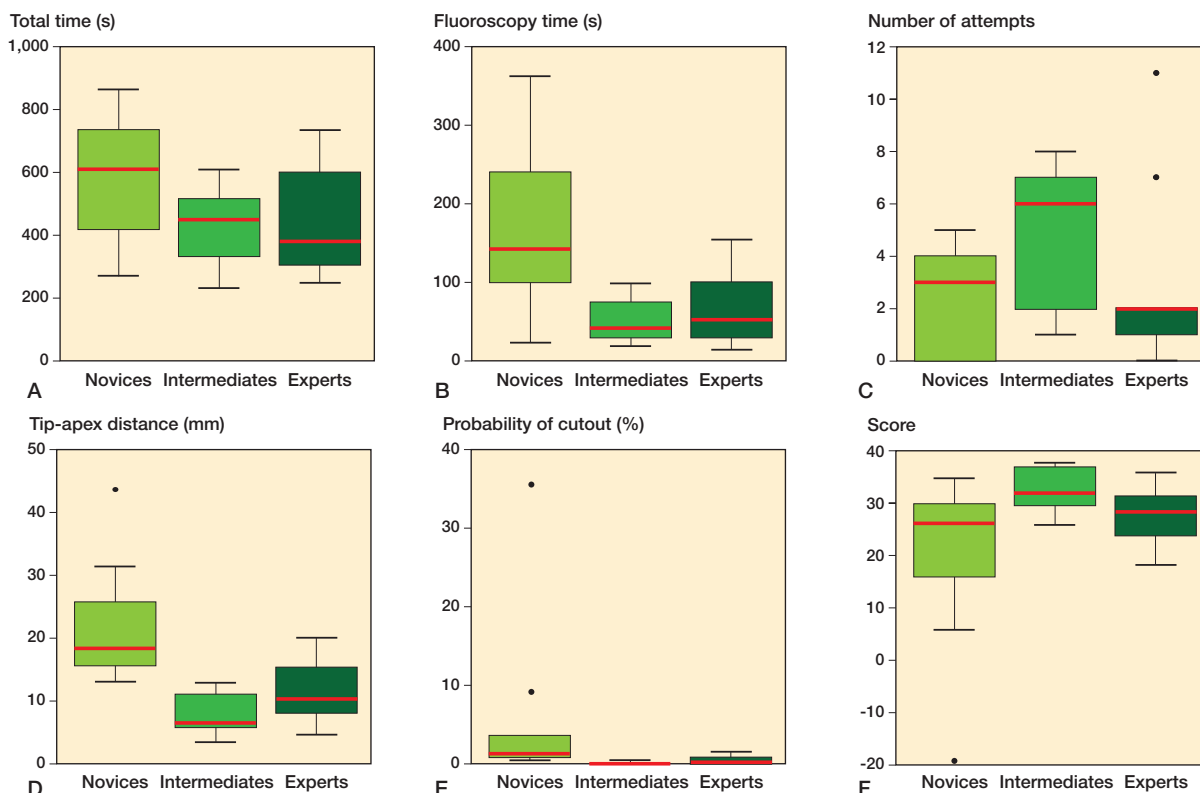 Total time (s)
1,000
800
600
400
200
0
Novices Intermediates Experts
A
Fluoroscopy time (s)
400
300
200
100
0
Novices Intermediates Experts
B
Number of attempts
12
10
8
6
4
2
0
Novices Intermediates Experts
C
Tip-apex distance (mm)
50
40
30
20
10
0
Novices Intermediates Experts
D
Probability of cutout (%)
40
30
20
10
0
Novices Intermediates Experts
Score
40
30
20
10
0
-10
-20
Novices Intermediates Experts